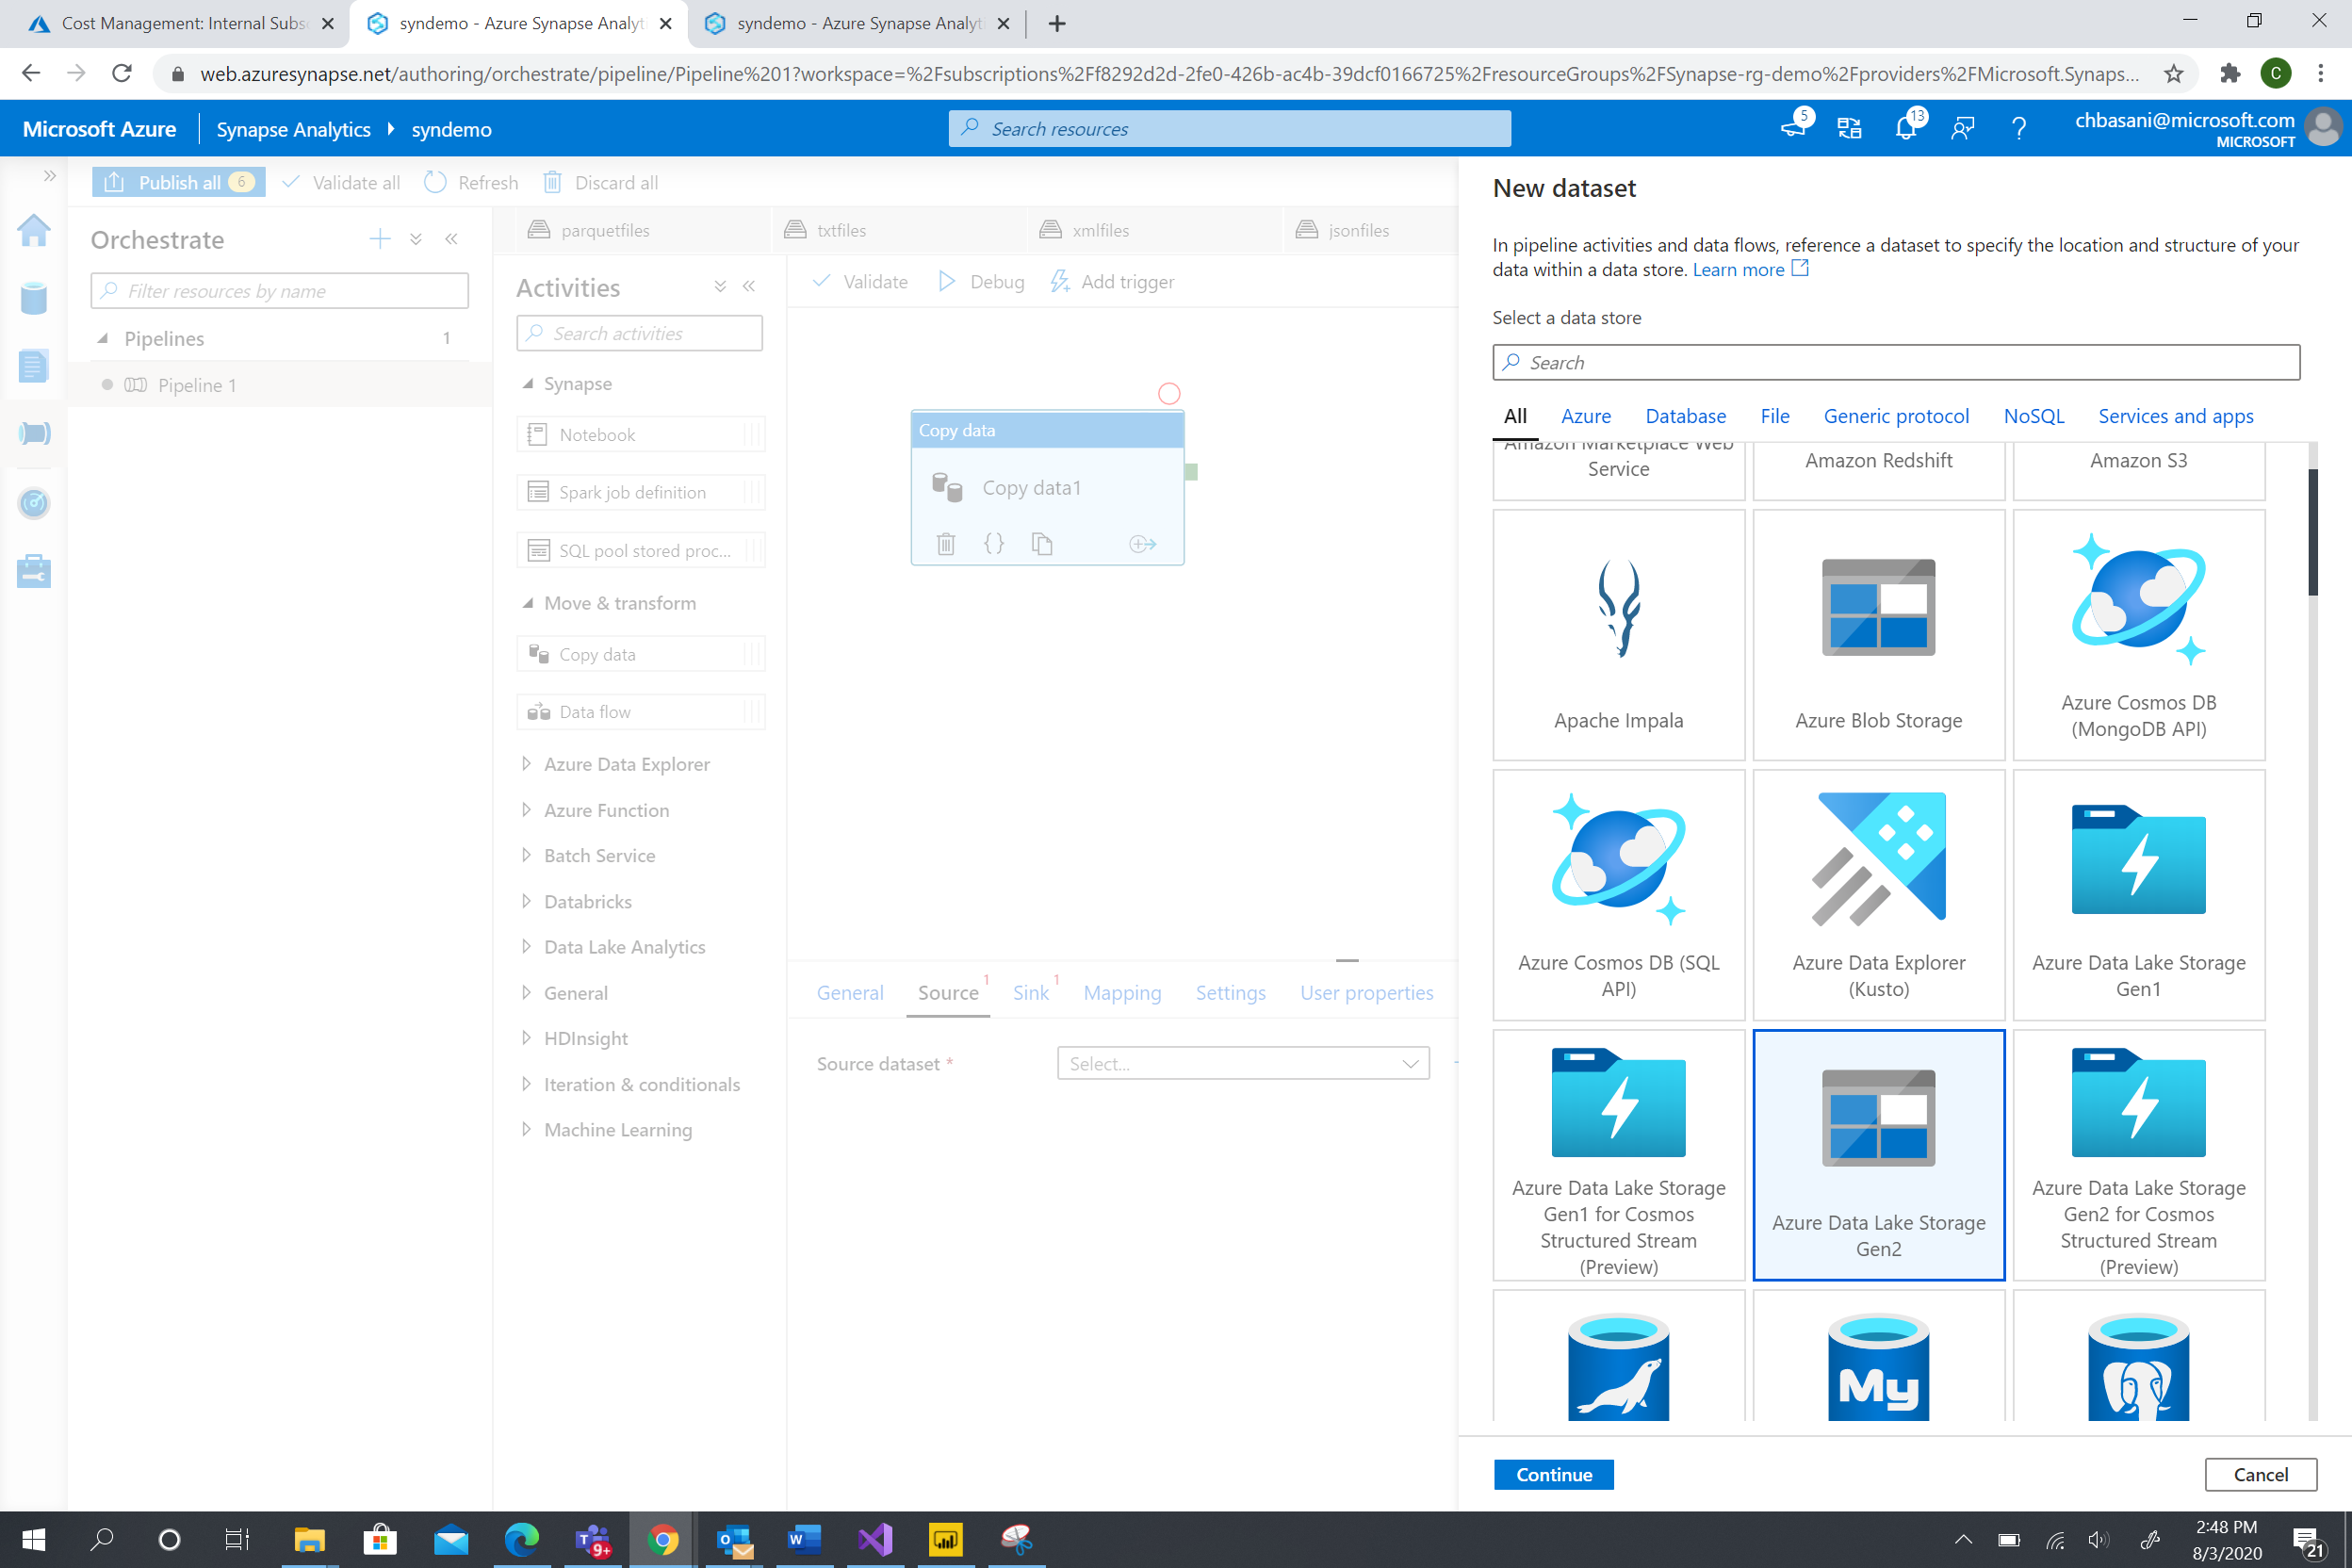 Cost Management: Internal Subs
syndemo - Azure Synapse Analyti
syndemo - Azure Synapse Analyti
web.azuresynapse.net/authoring/orchestrate/pipeline/Pipeline%201?workspace=%2Fsubscriptions%2Ff8292d2d-2fe0-426b-ac4b-39dcf0166725%2FresourceGroups%2FSynapse-rg-demo%2Fproviders%2FMicrosoft.Synaps...
C
Microsoft Azure
Synapse Analytics
syndemo
Search resources
5
13
chbasani@microsoft.com
MICROSOFT
Publish all 6
Validate all
Refresh
Discard all
Orchestrate
Filter resources by name
Pipelines 1
Pipeline 1
parquetfiles
txtfiles
xmlfiles
jsonfiles
Activities
Search activities
Synapse
Notebook
Spark job definition
SQL pool stored proc...
Move & transform
Copy data
Data flow
Azure Data Explorer
Azure Function
Batch Service
Databricks
Data Lake Analytics
General
HDInsight
Iteration & conditionals
Machine Learning
Validate
Debug
Add trigger
Copy data
Copy data1
{}
General
Source 1
Sink 1
Mapping
Settings
User properties
Source dataset *
Select...
New dataset
In pipeline activities and data flows, reference a dataset to specify the location and structure of your
data within a data store. Learn more
Select a data store
Search
All
Azure
Database
File
Generic protocol
NoSQL
Services and apps
Amazon Marketplace Web
Service
Amazon Redshift
Amazon S3
Apache Impala
Azure Blob Storage
Azure Cosmos DB
(MongoDB API)
Azure Cosmos DB (SQL
API)
Azure Data Explorer
(Kusto)
Azure Data Lake Storage
Gen1
Azure Data Lake Storage
Gen1 for Cosmos
Structured Stream
(Preview)
Azure Data Lake Storage
Gen2
Azure Data Lake Storage
Gen2 for Cosmos
Structured Stream
(Preview)
My
Continue
Cancel
9+
2:48 PM
8/3/2020
21